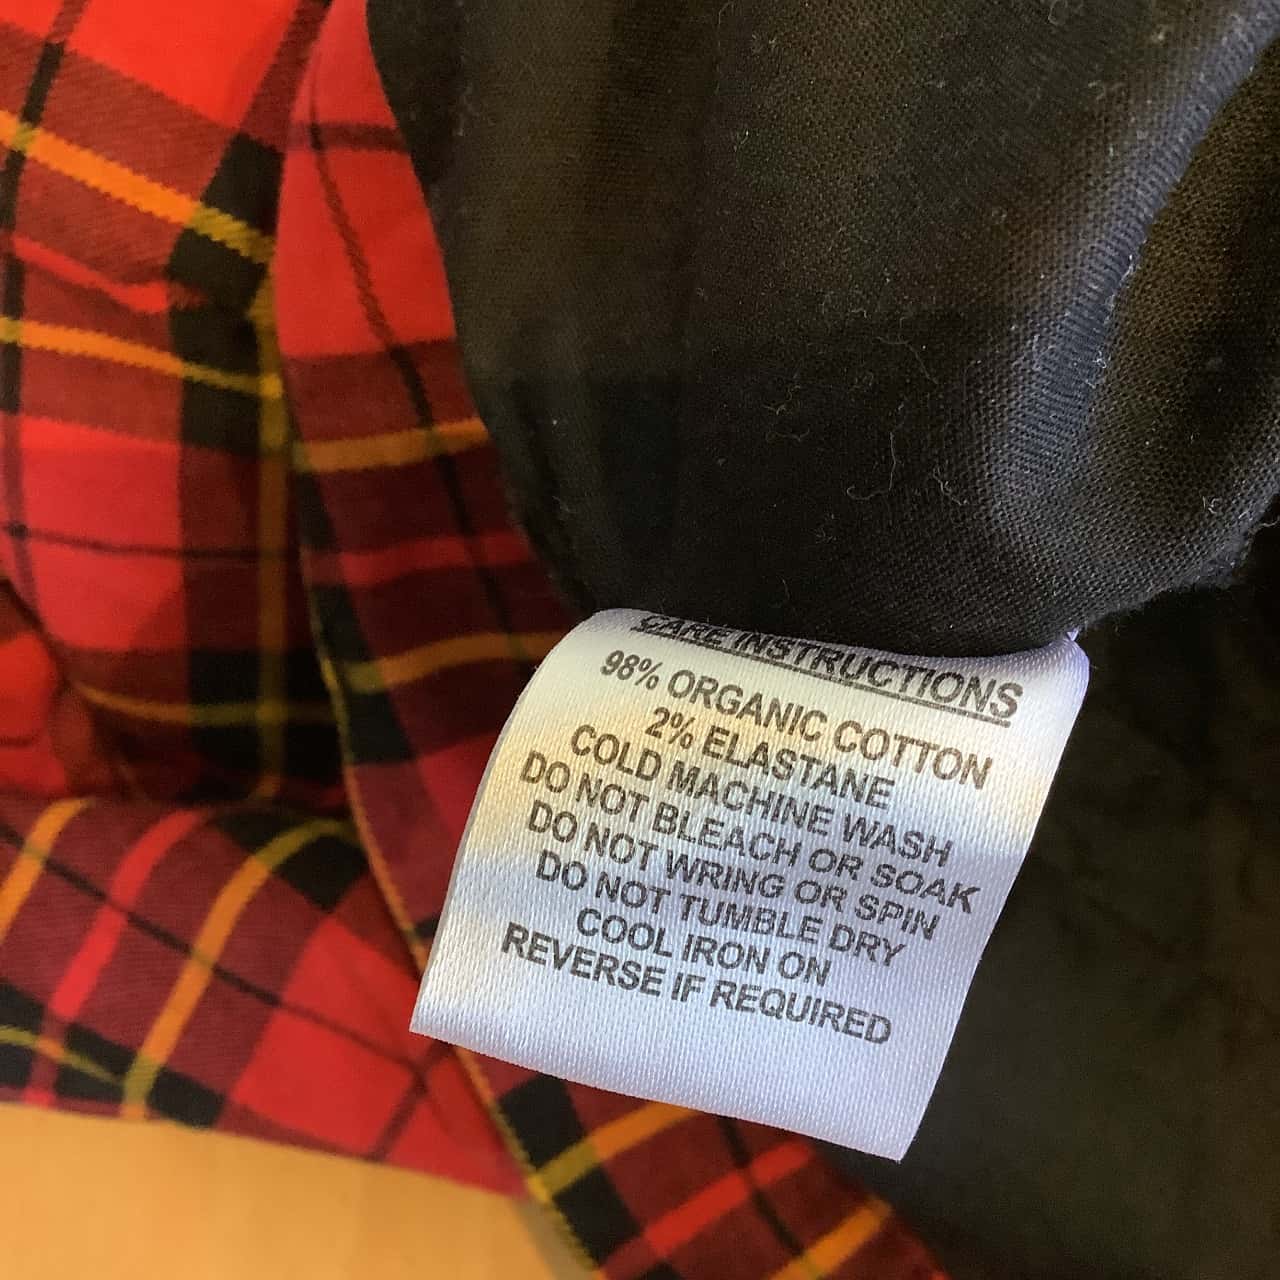 CARE INSTRUCTIONS
98% ORGANIC COTTON
2% ELASTANE
COLD MACHINE WASH
DO NOT BLEACH OR SOAK
DO NOT WRING OR SPIN
DO NOT TUMBLE DRY
COOL IRON ON
REVERSE IF REQUIRED